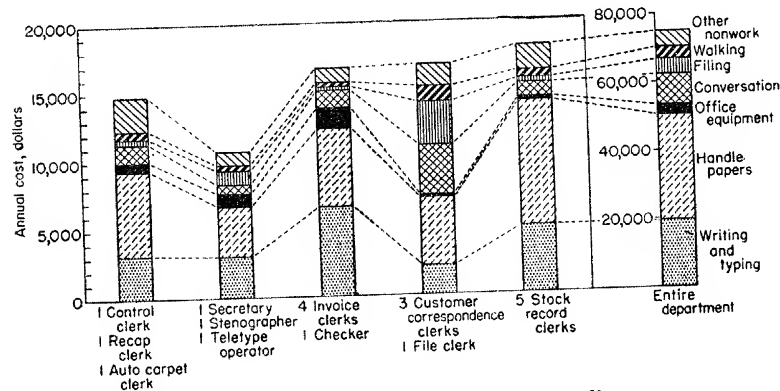 Annual cost, dollars
20,000
15,000
10,000
5,000
0
80,000
60,000
40,000
20,000
Other
nonwork
Walking
Filing
Conversation
Office
equipment
Handle
papers
Writing
and
typing
1 Control
clerk
1 Recap
clerk
1 Auto carpet
clerk
1 Secretary
1 Stenographer
1 Teletype
operator
4 Invoice
clerks
1 Checker
3 Customer
correspondence
clerks
1 File clerk
5 Stock
record
clerks
Entire
department